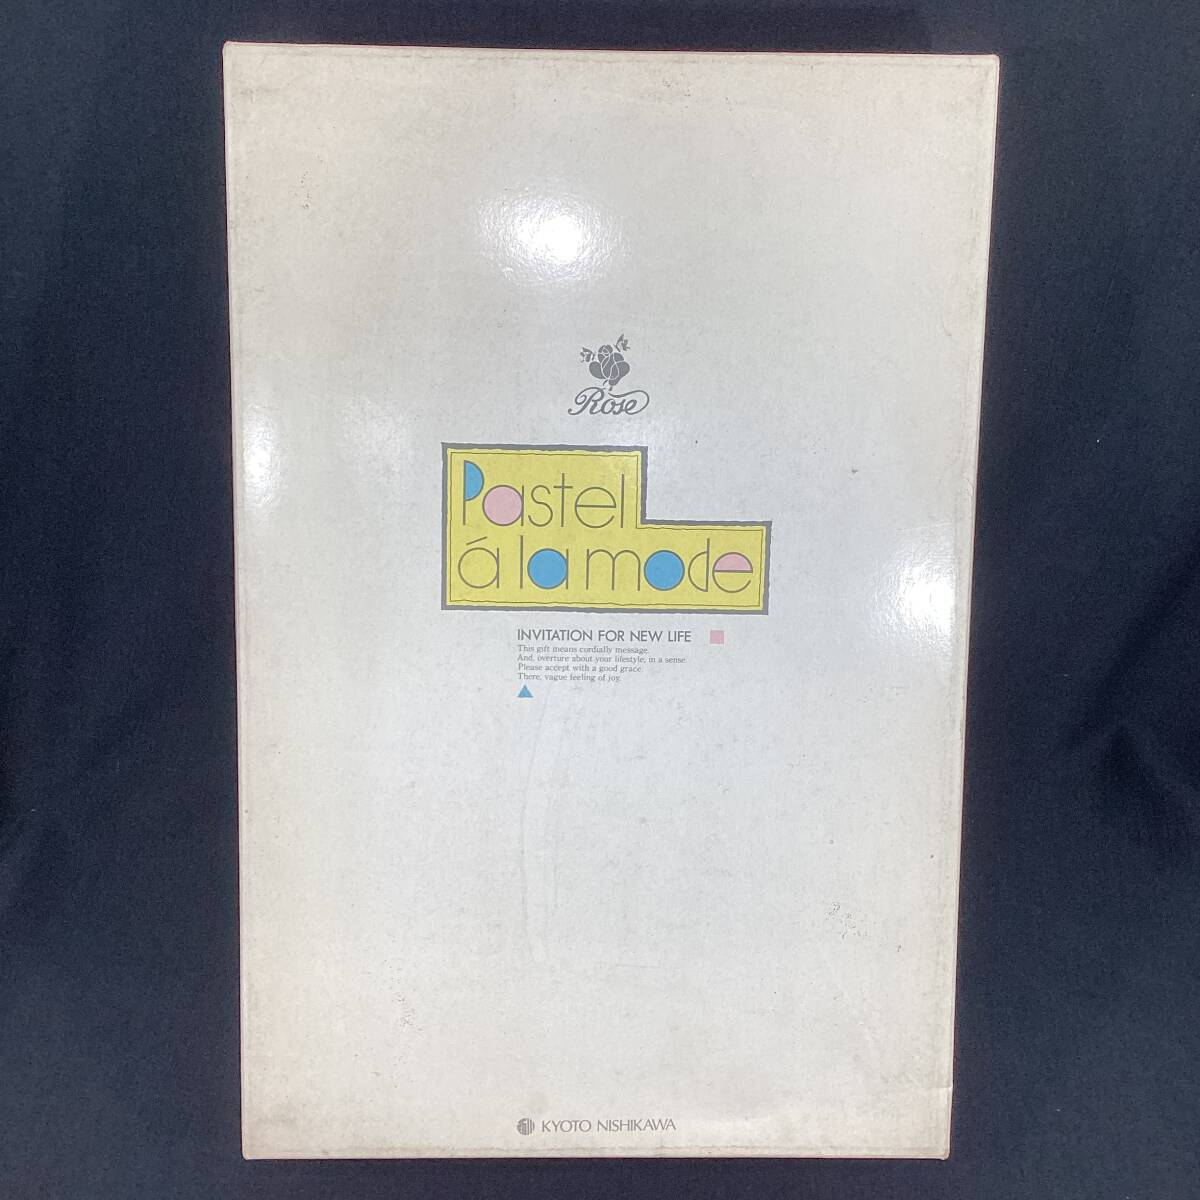 Rose
Pastel
á la mode
INVITATION FOR NEW LIFE
This gift means cordially message.
And, overture about your lifestyle, in a sense.
Please accept with a good grace.
There, vague feeling of joy.
KYOTO NISHIKAWA